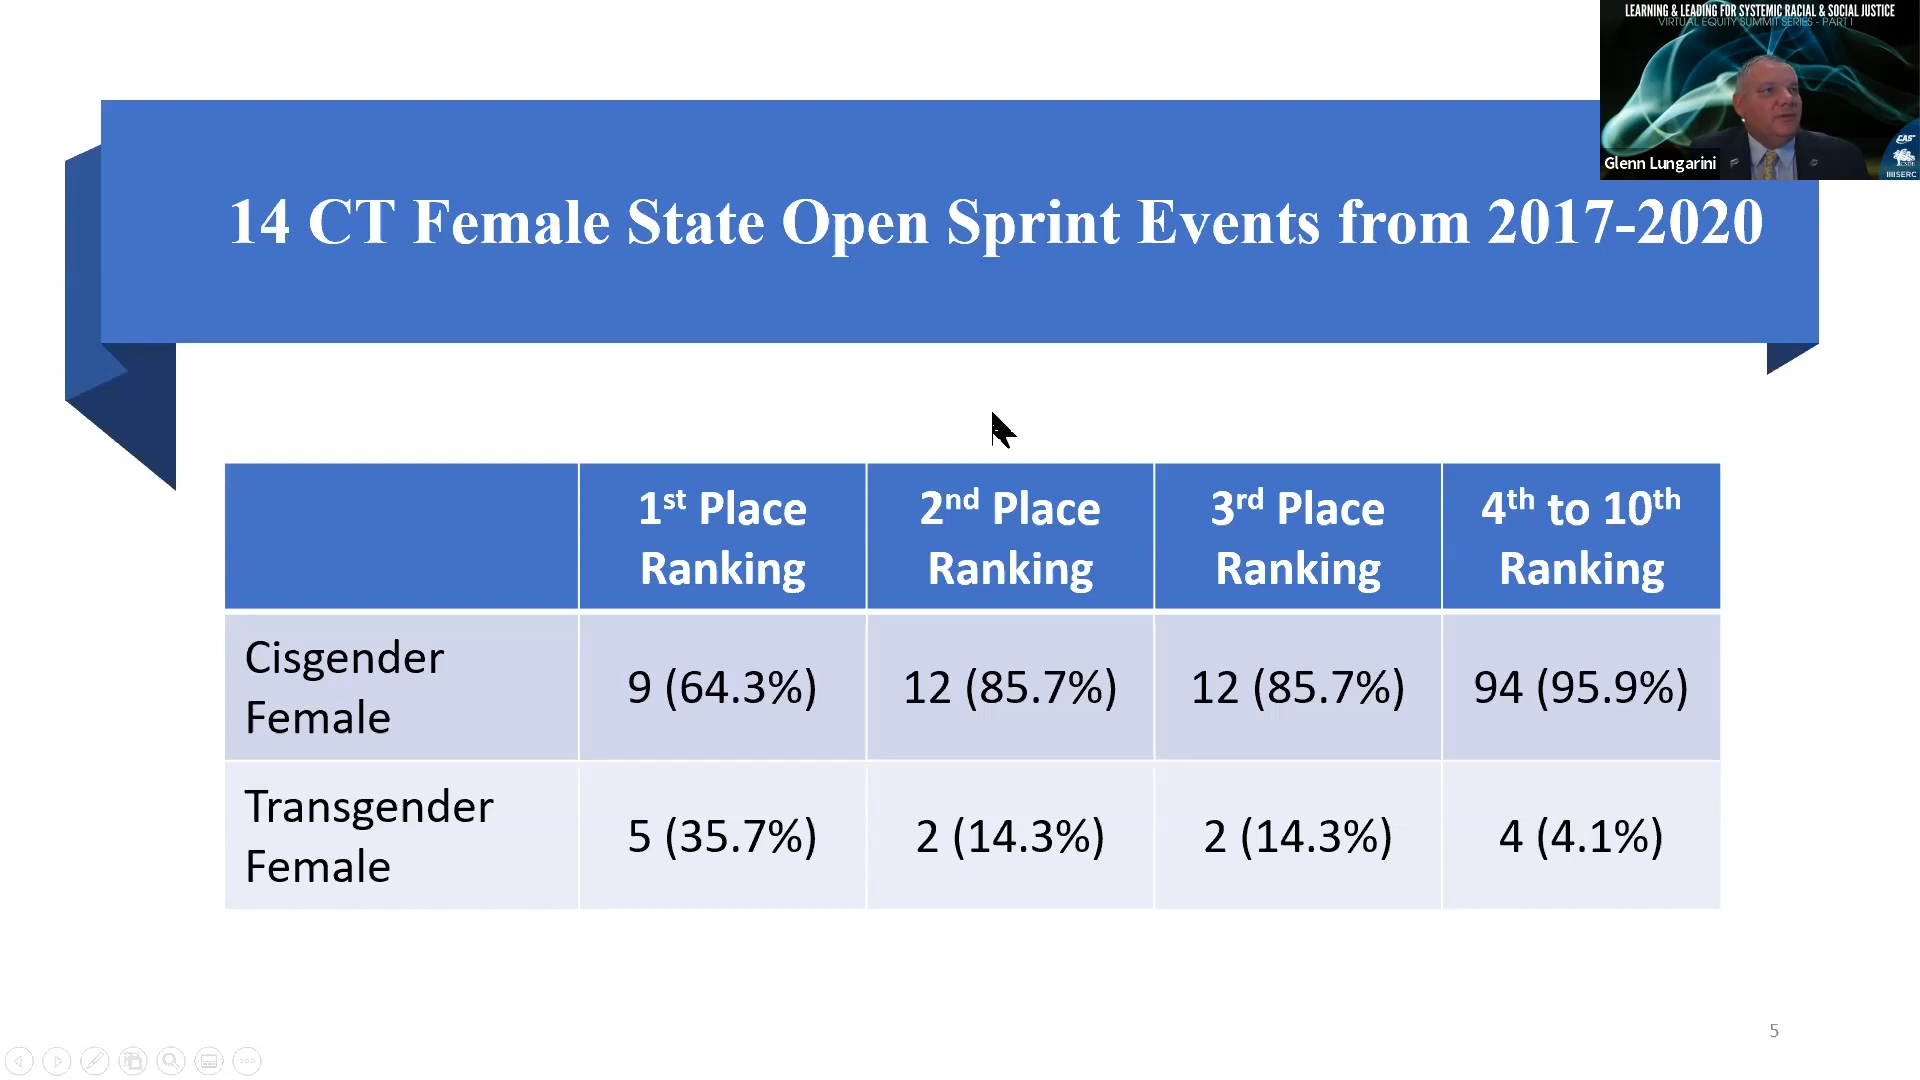 LEARNING & LEADING FOR SYSTEMIC RACIAL & SOCIAL JUSTICE
VIRTUAL EQUITY SUMMIT SERIES - PART I
CAS
CSDE
SERC
Glenn Lungarini
14 CT Female State Open Sprint Events from 2017-2020
1st Place Ranking
2nd Place Ranking
3rd Place Ranking
4th to 10th Ranking
Cisgender Female
9 (64.3%)
12 (85.7%)
12 (85.7%)
94 (95.9%)
Transgender Female
5 (35.7%)
2 (14.3%)
2 (14.3%)
4 (4.1%)
5